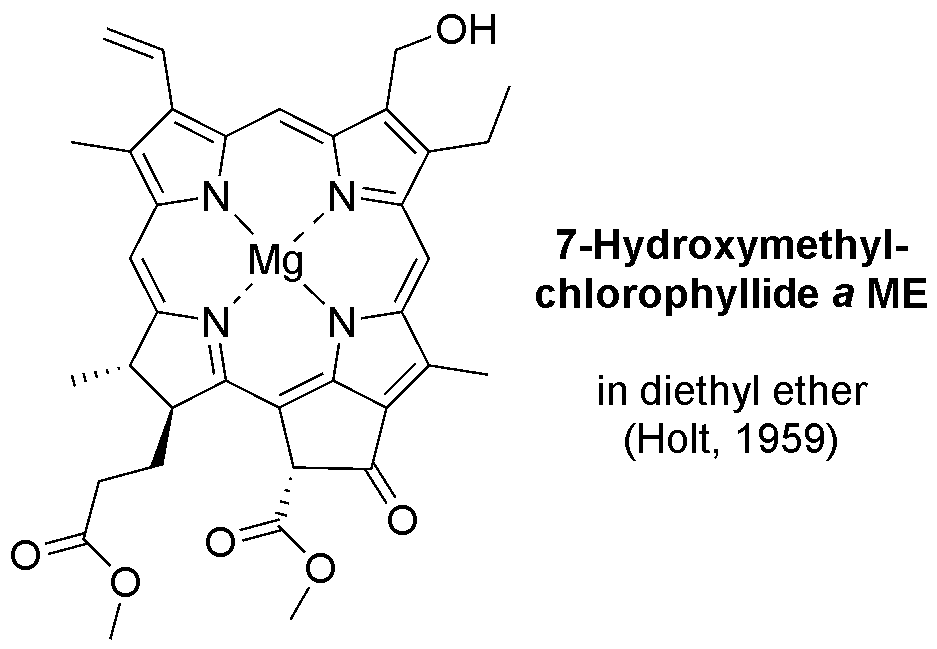 OH
N
N
Mg
N
N
O
O
O
O
O
7-Hydroxymethyl-
chlorophyllide a ME
in diethyl ether
(Holt, 1959)